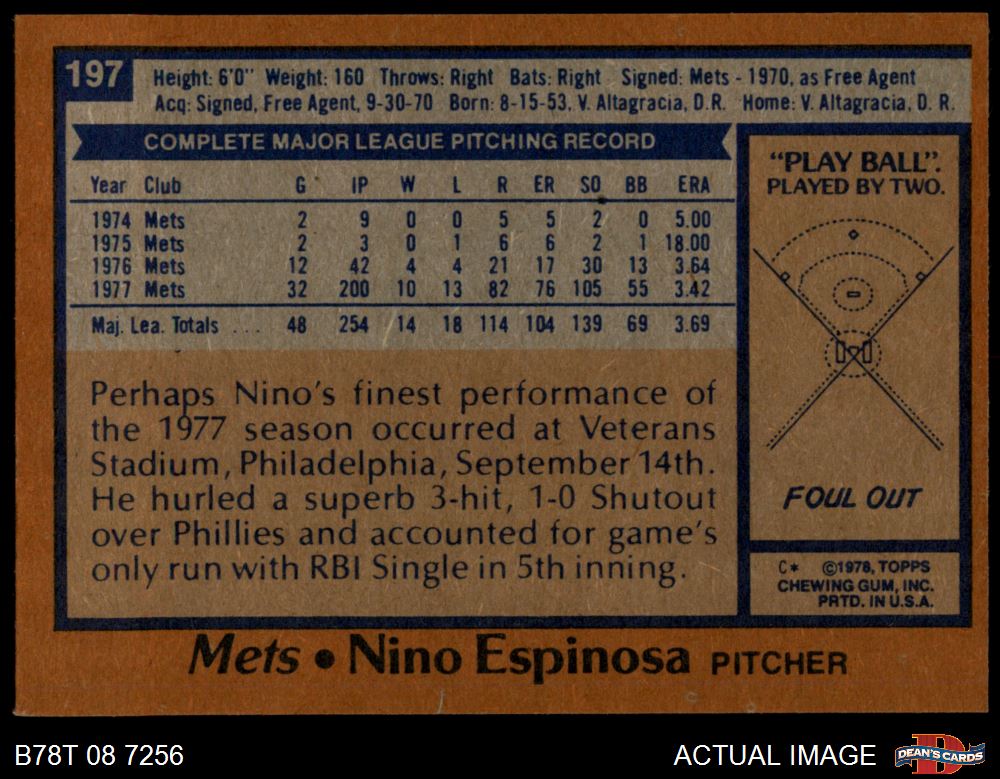 197
Height: 6'0" Weight: 160 Throws: Right Bats: Right Signed: Mets - 1970, as Free Agent
Acq: Signed, Free Agent, 9-30-70 Born: 8-15-53, V. Altagracia, D.R. Home: V. Altagracia, D. R.
COMPLETE MAJOR LEAGUE PITCHING RECORD
Year Club G IP W L R ER SO BB ERA
1974 Mets 2 9 0 0 5 5 2 0 5.00
1975 Mets 2 3 0 1 6 6 2 1 18.00
1976 Mets 12 42 4 4 21 17 30 13 3.64
1977 Mets 32 200 10 13 82 76 105 55 3.42
Maj. Lea. Totals ... 48 254 14 18 114 104 139 69 3.69
Perhaps Nino's finest performance of
the 1977 season occurred at Veterans
Stadium, Philadelphia, September 14th.
He hurled a superb 3-hit, 1-0 Shutout
over Phillies and accounted for game's
only run with RBI Single in 5th inning.
"PLAY BALL".
PLAYED BY TWO.
FOUL OUT
C* ©1978, TOPPS
CHEWING GUM, INC.
PRTD. IN U.S.A.
Mets • Nino Espinosa PITCHER
B78T 08 7256
ACTUAL IMAGE
D
DEAN'S CARDS